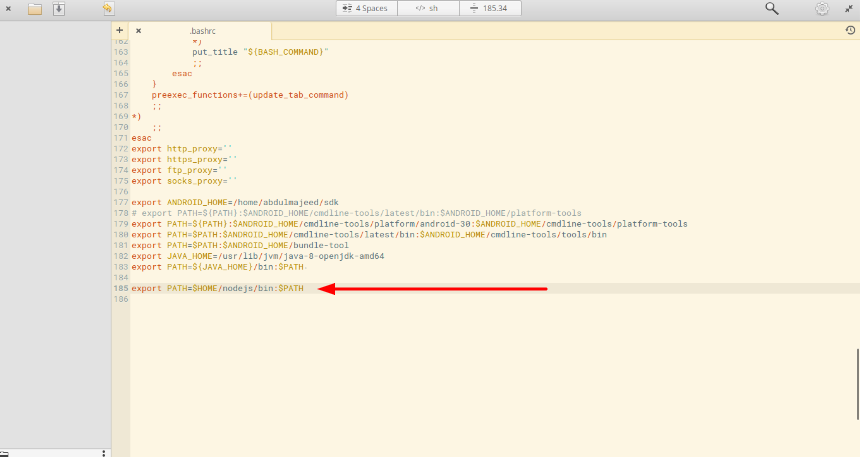 4 Spaces
</> sh
185.34
+
.bashrc
162 *)
163 put_title "${BASH_COMMAND}"
164 ;;
165 esac
166 }
167 preexec_functions+=(update_tab_command)
168 ;;
169 *)
170 ;;
171 esac
172 export http_proxy=''
173 export https_proxy=''
174 export ftp_proxy=''
175 export socks_proxy=''
176
177 export ANDROID_HOME=/home/abdulmajeed/sdk
178 # export PATH=${PATH}:$ANDROID_HOME/cmdline-tools/latest/bin:$ANDROID_HOME/platform-tools
179 export PATH=${PATH}:$ANDROID_HOME/cmdline-tools/platform/android-30:$ANDROID_HOME/cmdline-tools/platform-tools
180 export PATH=$PATH:$ANDROID_HOME/cmdline-tools/latest/bin:$ANDROID_HOME/cmdline-tools/tools/bin
181 export PATH=$PATH:$ANDROID_HOME/bundle-tool
182 export JAVA_HOME=/usr/lib/jvm/java-8-openjdk-amd64
183 export PATH=${JAVA_HOME}/bin:$PATH
184
185 export PATH=$HOME/nodejs/bin:$PATH
186